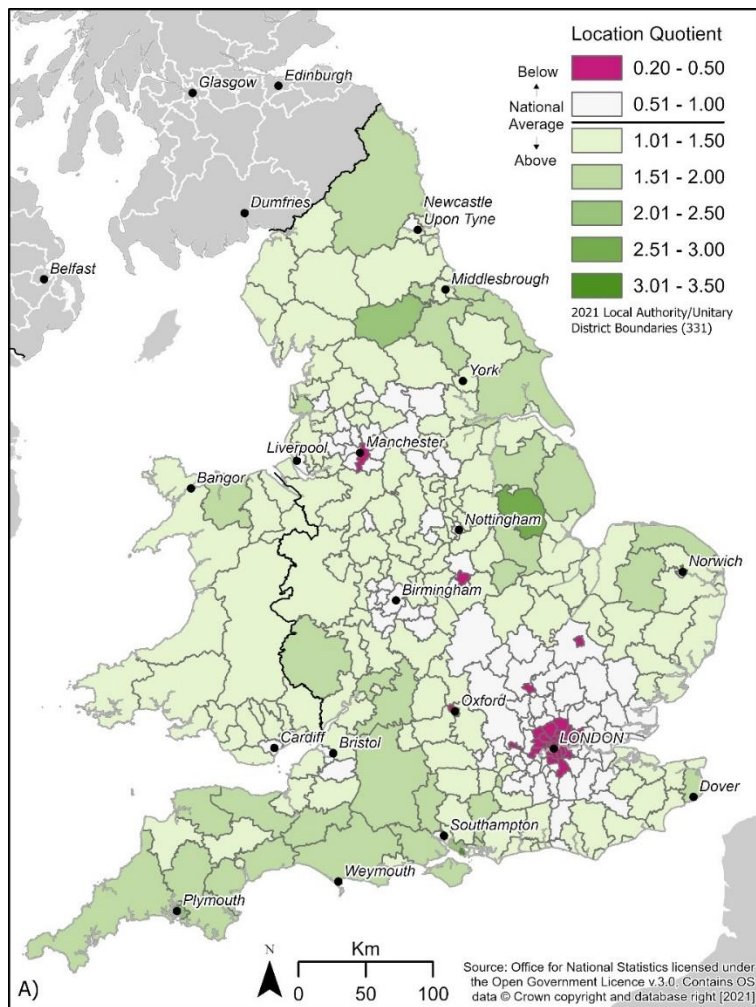 Location Quotient
Below
National
Average
Above
0.20 - 0.50
0.51 - 1.00
1.01 - 1.50
1.51 - 2.00
2.01 - 2.50
2.51 - 3.00
3.01 - 3.50
2021 Local Authority/Unitary
District Boundaries (331)
Glasgow
Edinburgh
Dumfries
Newcastle
Upon Tyne
Belfast
Middlesbrough
York
Liverpool
Manchester
Bangor
Nottingham
Norwich
Birmingham
Oxford
Cardiff
Bristol
LONDON
Dover
Southampton
Weymouth
Plymouth
N
Km
0
50
100
A)
Source: Office for National Statistics licensed under
the Open Government Licence v.3.0. Contains OS
data © Crown copyright and database right [2021]